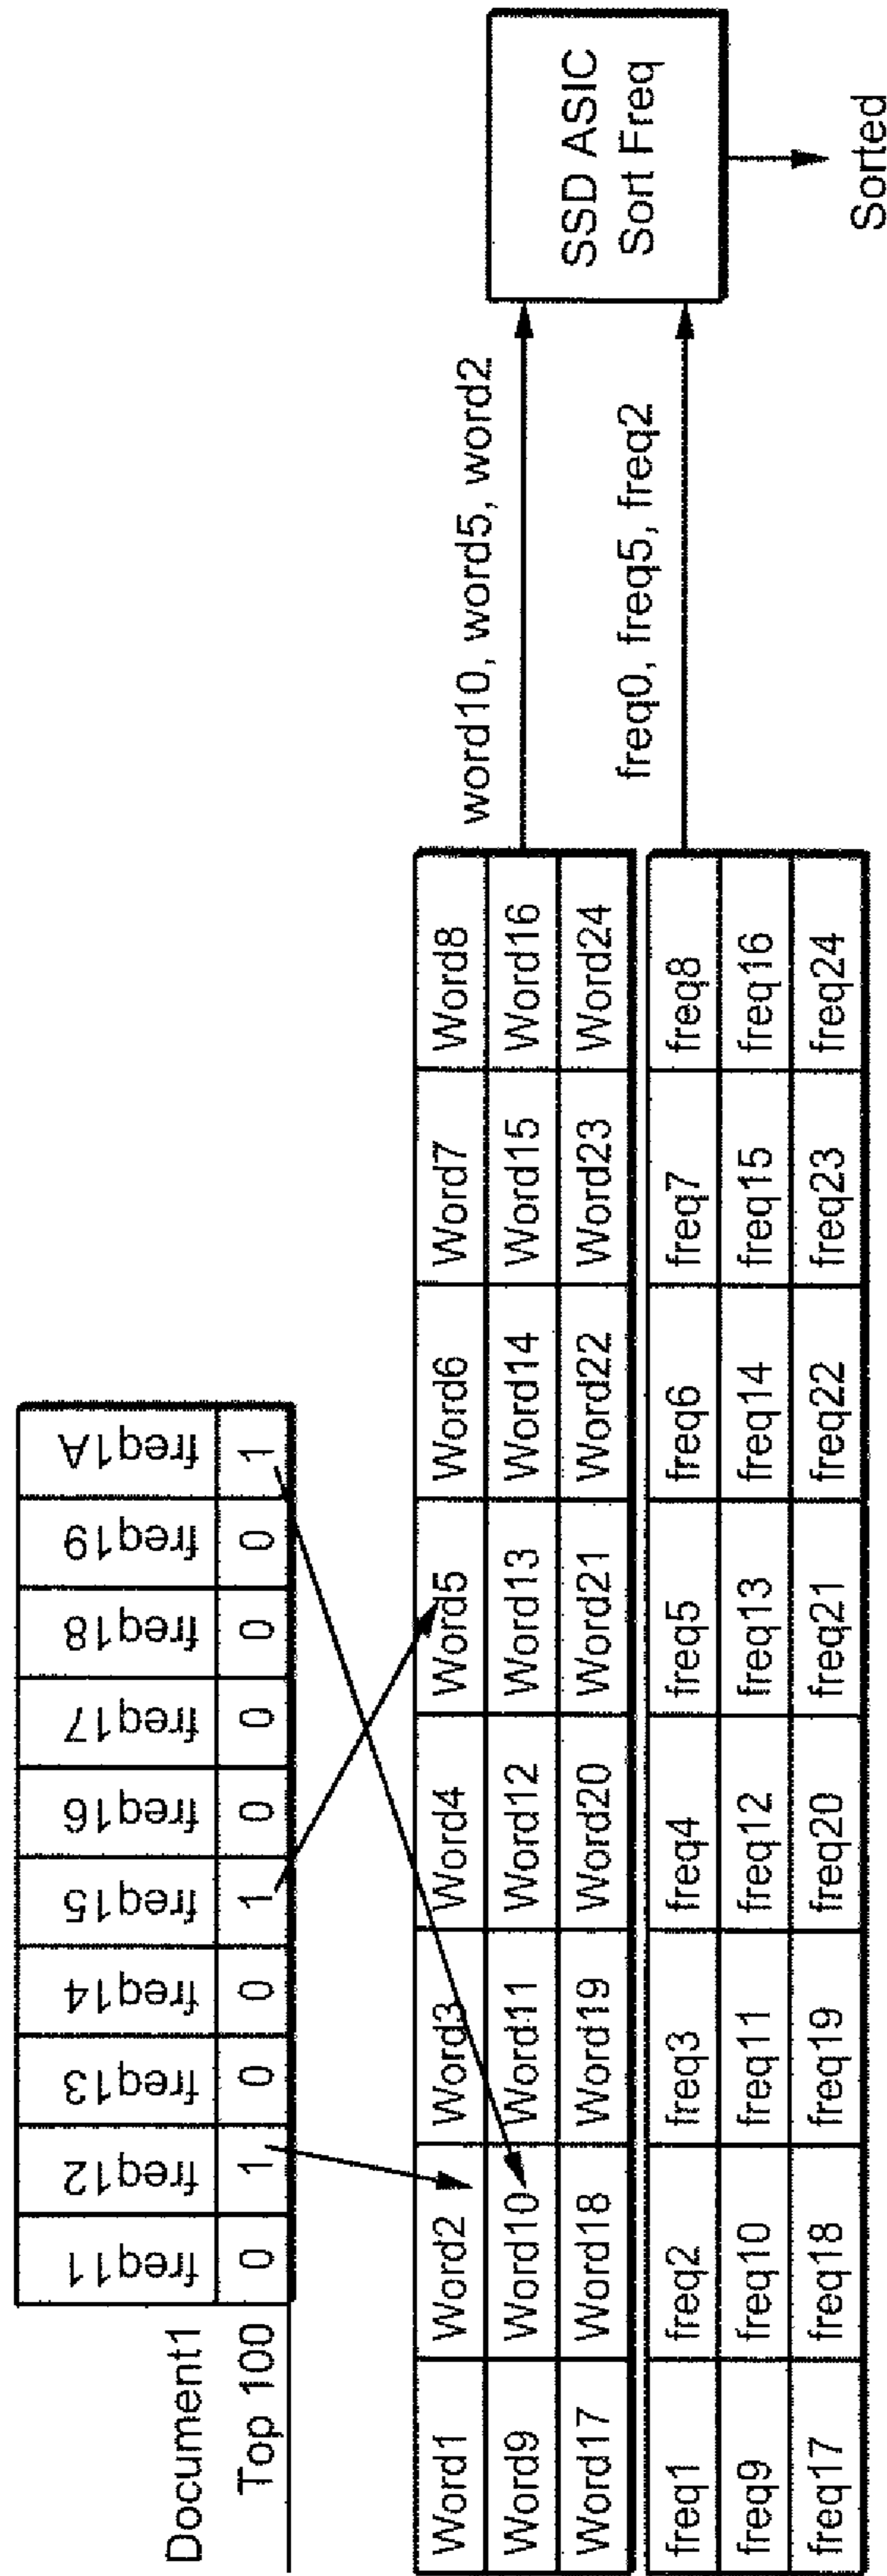 Document1 freq11 freq12 freq13 freq14 freq15 freq16 freq17 freq18 freq19 freq1A
Top 100 0 1 0 0 1 0 0 0 0 1
Word1 Word2 Word3 Word4 Word5 Word6 Word7 Word8
Word9 Word10 Word11 Word12 Word13 Word14 Word15 Word16
Word17 Word18 Word19 Word20 Word21 Word22 Word23 Word24
freq1 freq2 freq3 freq4 freq5 freq6 freq7 freq8
freq9 freq10 freq11 freq12 freq13 freq14 freq15 freq16
freq17 freq18 freq19 freq20 freq21 freq22 freq23 freq24
word10, word5, word2
freq0, freq5, freq2
SSD ASIC
Sort Freq
Sorted